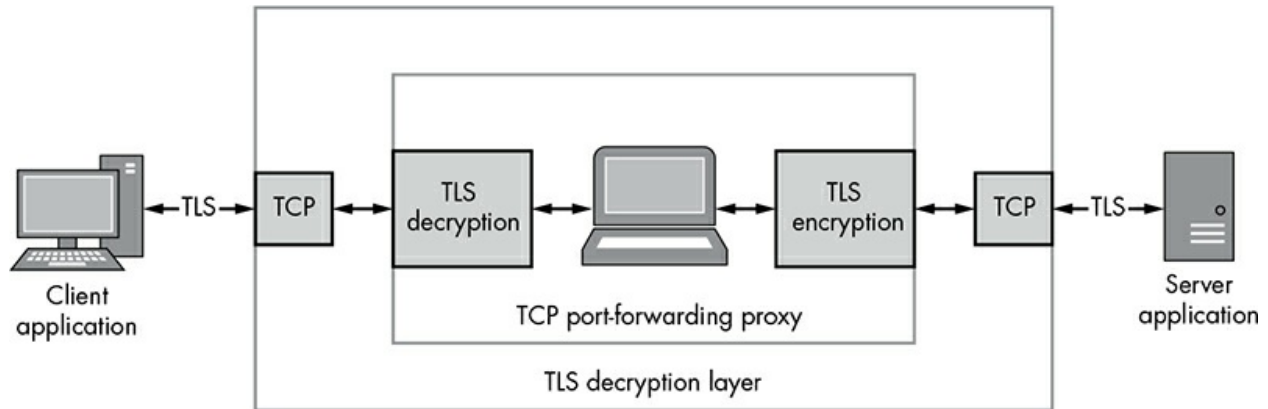 Client
application
TLS
TCP
TLS
decryption
TLS
encryption
TCP
TLS
Server
application
TCP port-forwarding proxy
TLS decryption layer